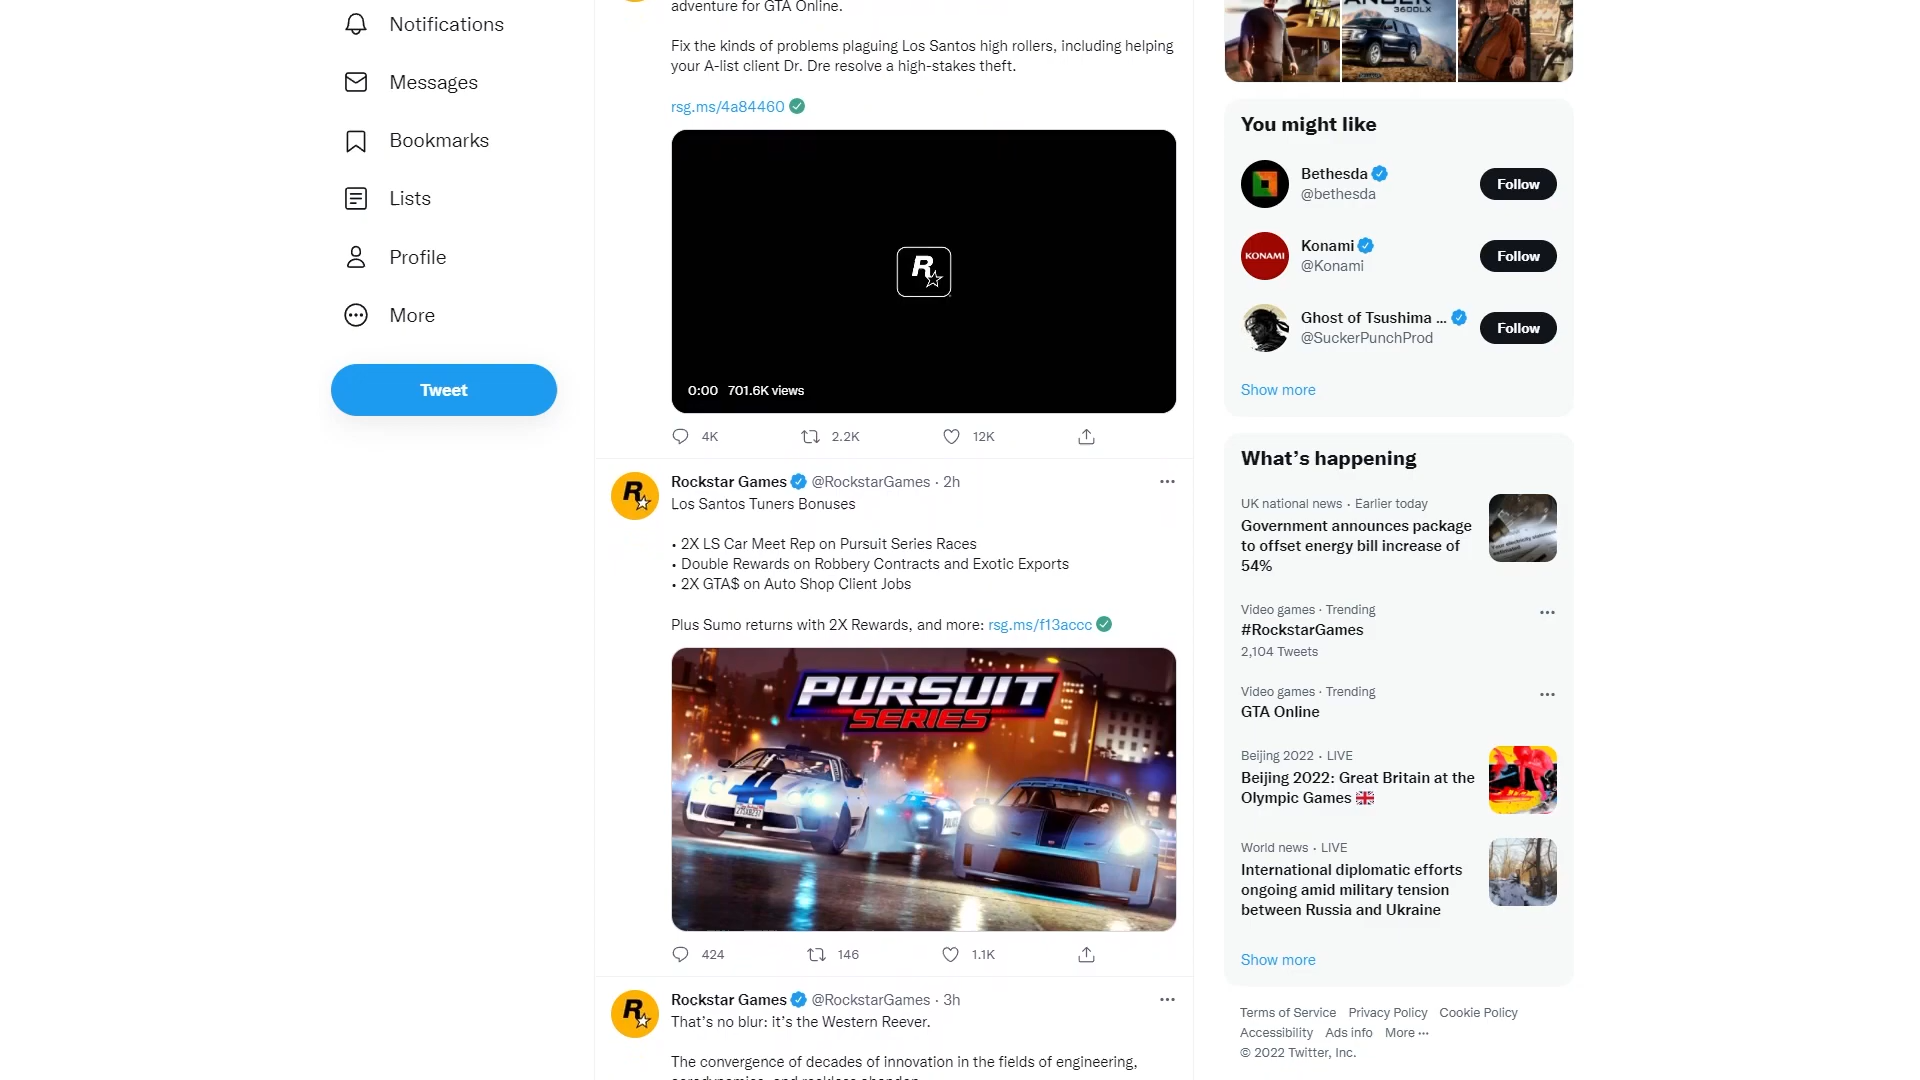 Notifications
Messages
Bookmarks
Lists
Profile
More
Tweet
adventure for GTA Online.
Fix the kinds of problems plaguing Los Santos high rollers, including helping
your A-list client Dr. Dre resolve a high-stakes theft.
rsg.ms/4a84460
R
0:00 701.6K views
4K 2.2K 12K
Rockstar Games @RockstarGames · 2h
Los Santos Tuners Bonuses
• 2X LS Car Meet Rep on Pursuit Series Races
• Double Rewards on Robbery Contracts and Exotic Exports
• 2X GTA$ on Auto Shop Client Jobs
Plus Sumo returns with 2X Rewards, and more: rsg.ms/f13accc
PURSUIT
SERIES
424 146 1.1K
Rockstar Games @RockstarGames · 3h
That’s no blur: it’s the Western Reever.
The convergence of decades of innovation in the fields of engineering,
3600LX
You might like
Bethesda
@bethesda
Follow
KONAMI
Konami
@Konami
Follow
Ghost of Tsushima ...
@SuckerPunchProd
Follow
Show more
What’s happening
UK national news · Earlier today
Government announces package
to offset energy bill increase of
54%
Video games · Trending
#RockstarGames
2,104 Tweets
Video games · Trending
GTA Online
Beijing 2022 · LIVE
Beijing 2022: Great Britain at the
Olympic Games 🇬🇧
World news · LIVE
International diplomatic efforts
ongoing amid military tension
between Russia and Ukraine
Show more
Terms of Service Privacy Policy Cookie Policy
Accessibility Ads info More ···
© 2022 Twitter, Inc.